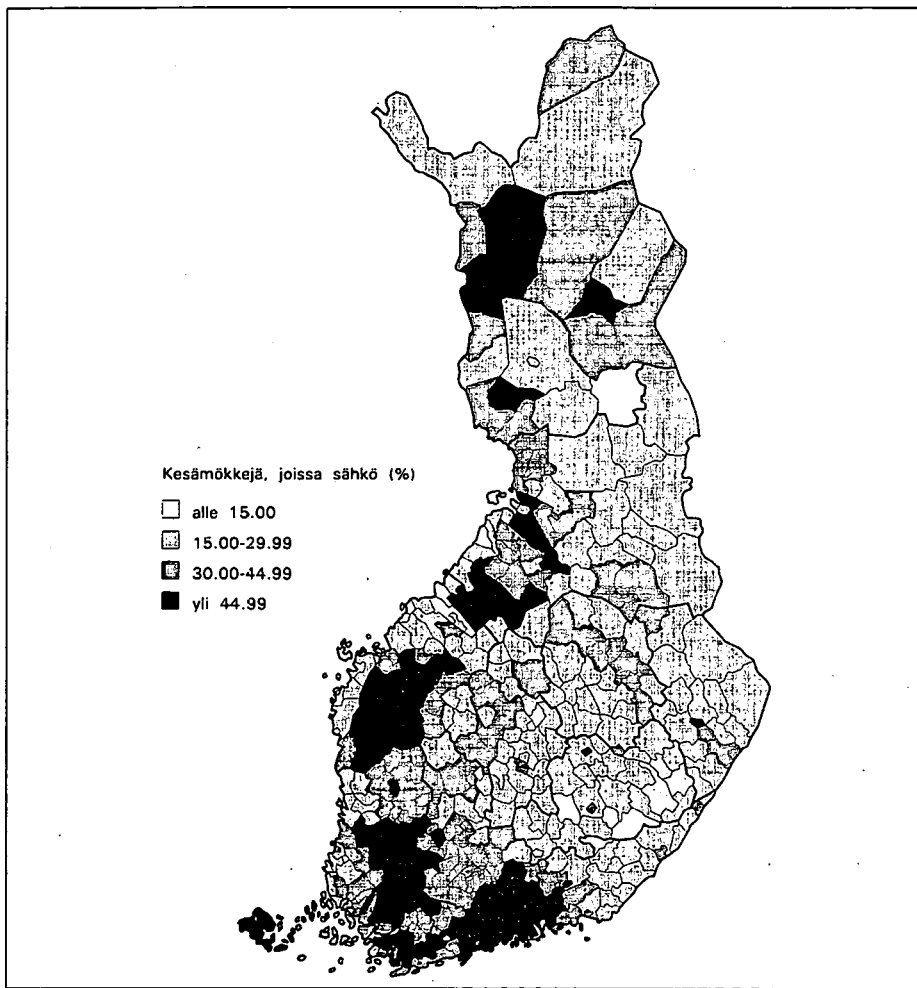 Kesämökkejä, joissa sähkö (%)
alle 15.00
15.00-29.99
30.00-44.99
yli 44.99